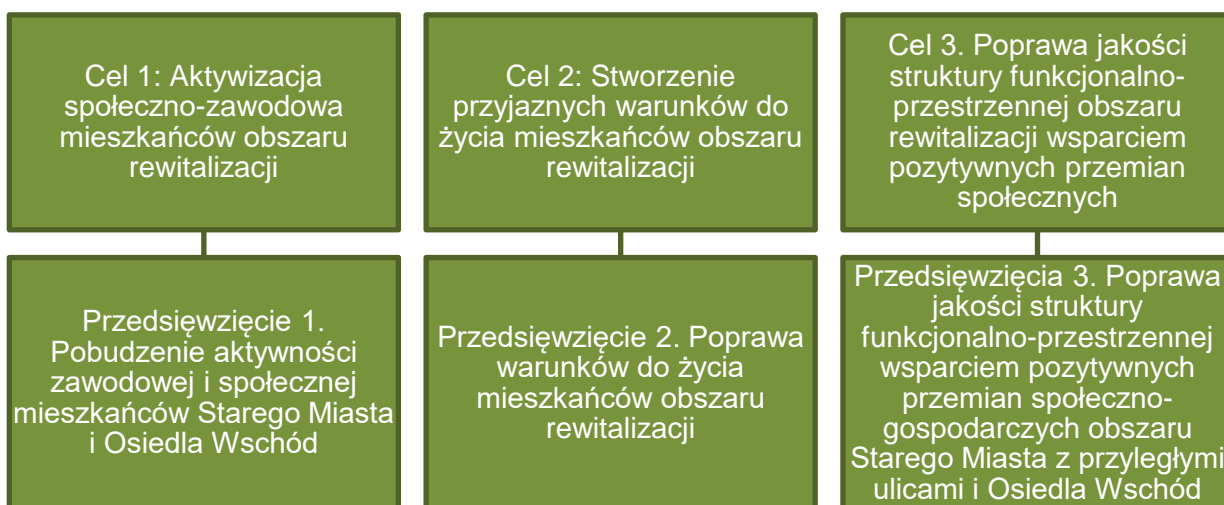 Cel 1: Aktywizacja
społeczno-zawodowa
mieszkańców obszaru
rewitalizacji
Cel 2: Stworzenie
przyjaznych warunków do
życia mieszkańców obszaru
rewitalizacji
Cel 3. Poprawa jakości
struktury funkcjonalno-
przestrzennej obszaru
rewitalizacji wsparciem
pozytywnych przemian
społecznych
Przedsięwzięcie 1.
Pobudzenie aktywności
zawodowej i społecznej
mieszkańców Starego Miasta
i Osiedla Wschód
Przedsięwzięcie 2. Poprawa
warunków do życia
mieszkańców obszaru
rewitalizacji
Przedsięwzięcia 3. Poprawa
jakości struktury
funkcjonalno-przestrzennej
wsparciem pozytywnych
przemian społeczno-
gospodarczych obszaru
Starego Miasta z przyległymi
ulicami i Osiedla Wschód